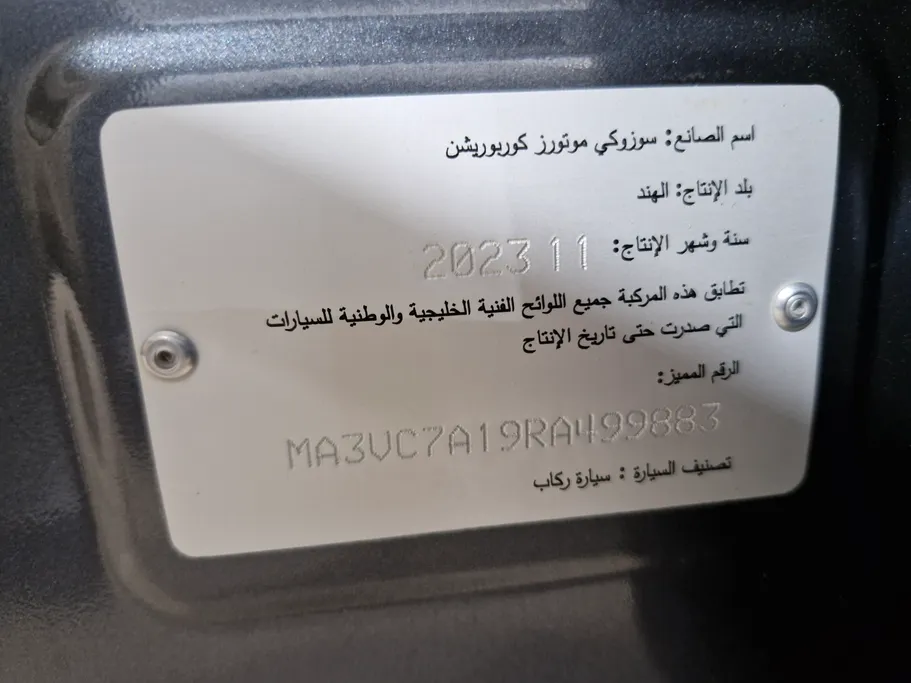 اسم الصانع: سوزوكي موتورز كوربوريشن
بلد الإنتاج: الهند
سنة وشهر الإنتاج: 11 2023
تطابق هذه المركبة جميع اللوائح الفنية الخليجية والوطنية للسيارات
التي صدرت حتى تاريخ الإنتاج
الرقم المميز:
MA3VC7A19RA499883
تصنيف السيارة : سيارة ركاب